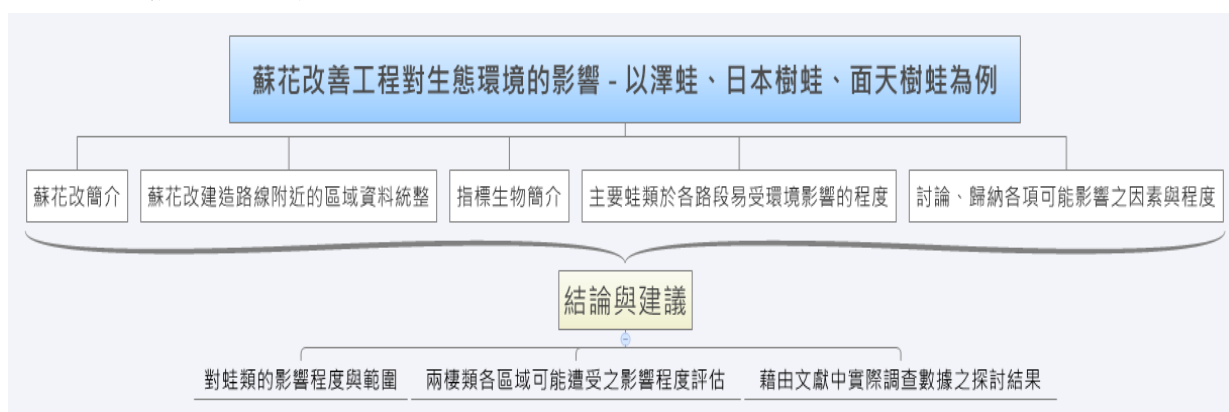 蘇花改善工程對生態環境的影響 - 以澤蛙、日本樹蛙、面天樹蛙為例
蘇花改簡介
蘇花改建造路線附近的區域資料統整
指標生物簡介
主要蛙類於各路段易受環境影響的程度
討論、歸納各項可能影響之因素與程度
結論與建議
對蛙類的影響程度與範圍
兩棲類各區域可能遭受之影響程度評估
藉由文獻中實際調查數據之探討結果